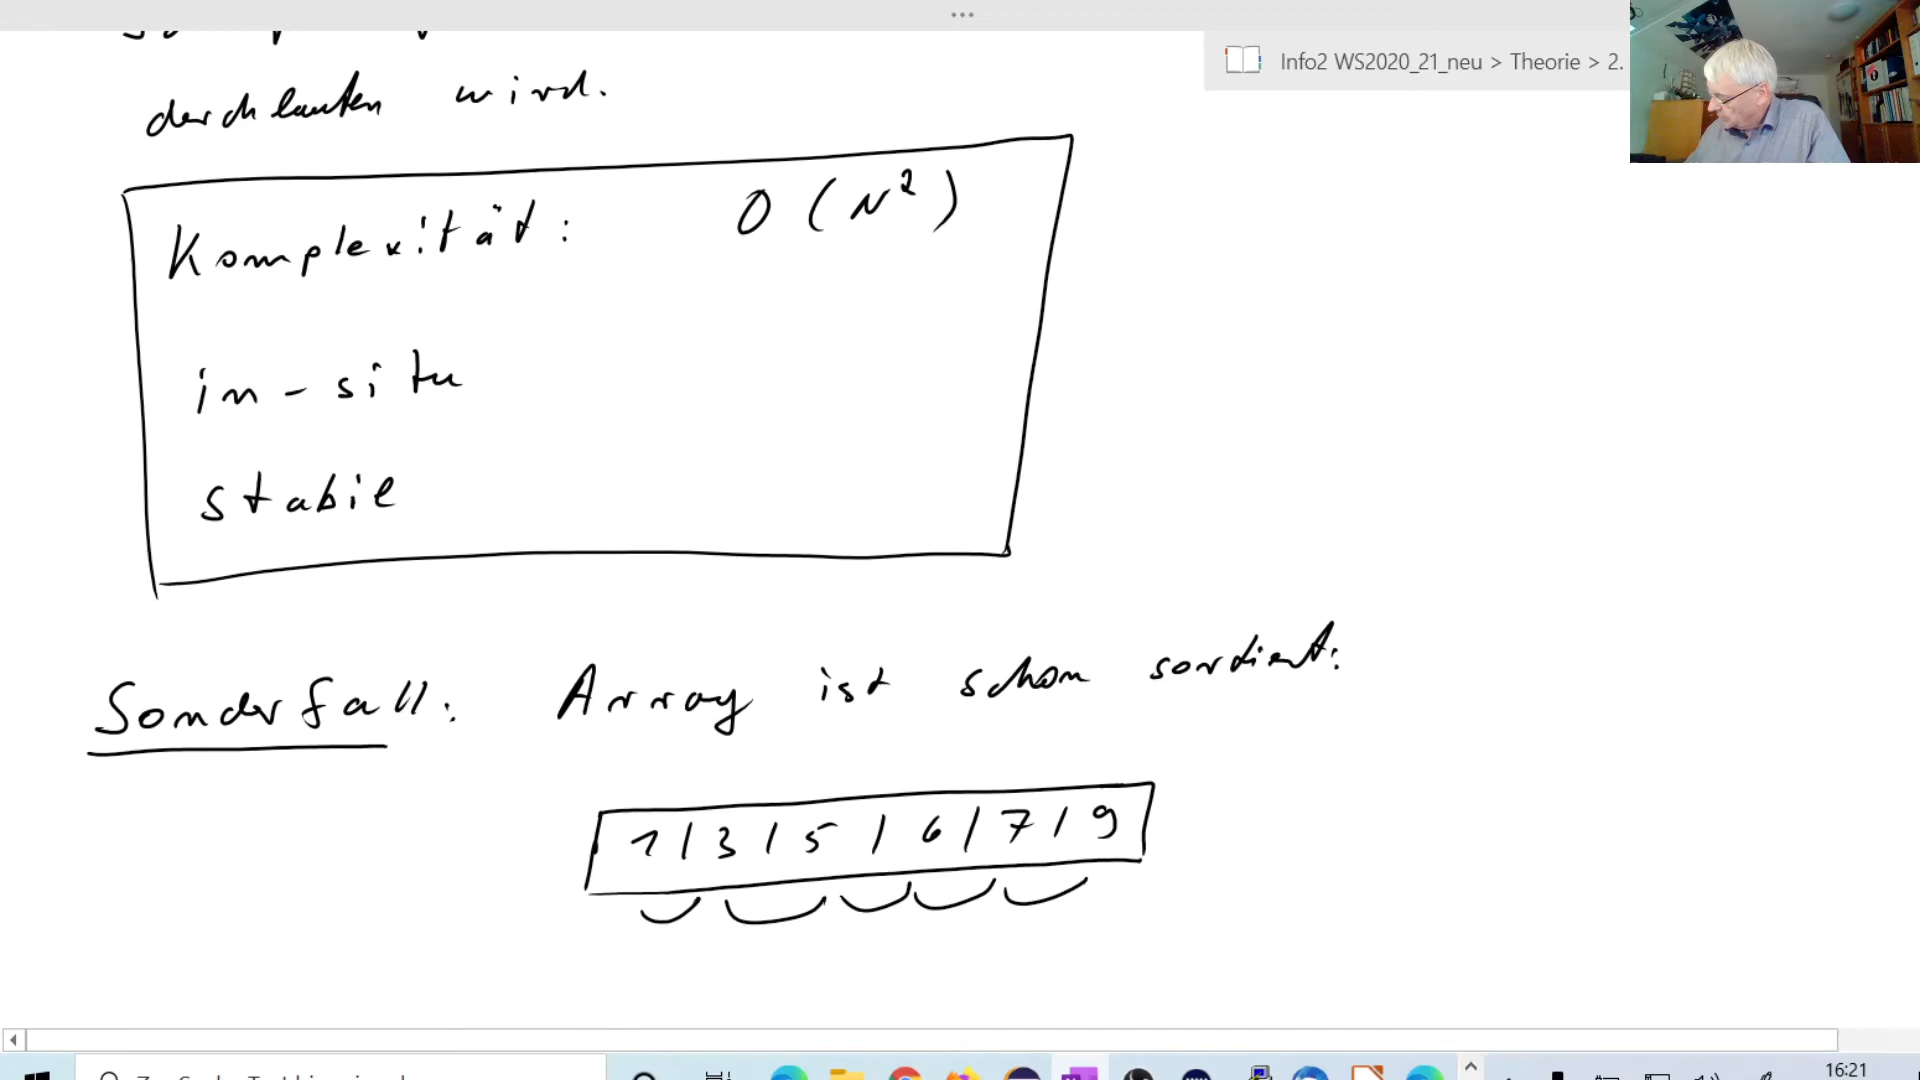 Info2 WS2020_21_neu > Theorie > 2.
durchlaufen wird.
Komplexität: O (N²)
in-situ
stabil
Sonderfall: Array ist schon sortiert:
1 / 3 / 5 / 6 / 7 / 9
16:21